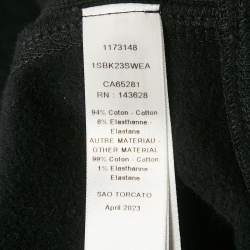 1173148
1SBK23SWEA
CA65281
RN : 143628
94% Coton - Cotton
6% Elasthanne -
Elastane
AUTRE MATERIAU -
OTHER MATERIAL
99% Coton - Cotton
1% Elasthanne -
Elastane
SAO TORCATO
April 2023